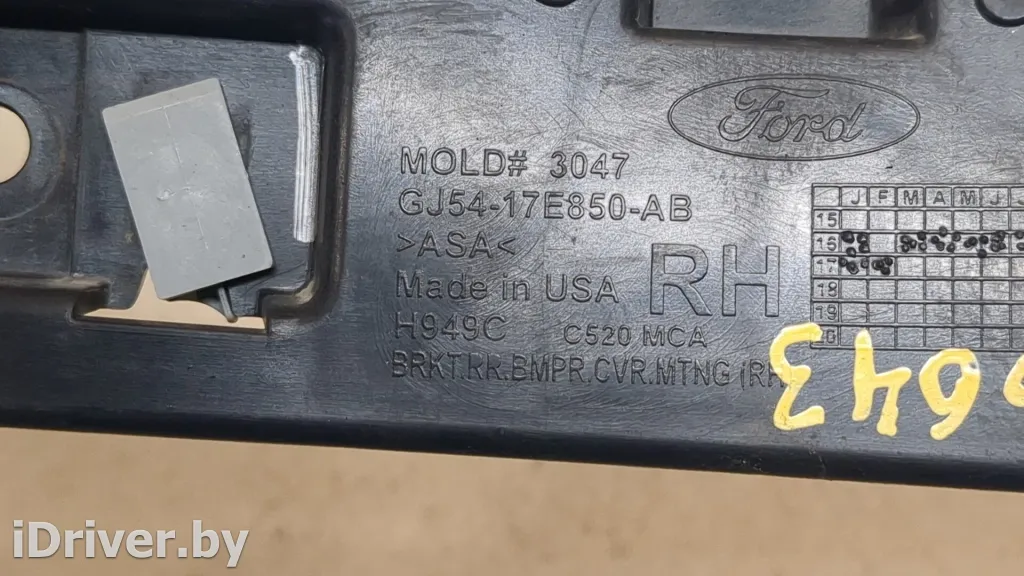 Ford
MOLD# 3047
GJ54-17E850-AB
>ASA<
Made in USA
RH
H949C C520 MCA
BRKT.RR.BMPR.CVR.MTNG (RH
J F M A M J J
15
16
17
18
19
643
iDriver.by